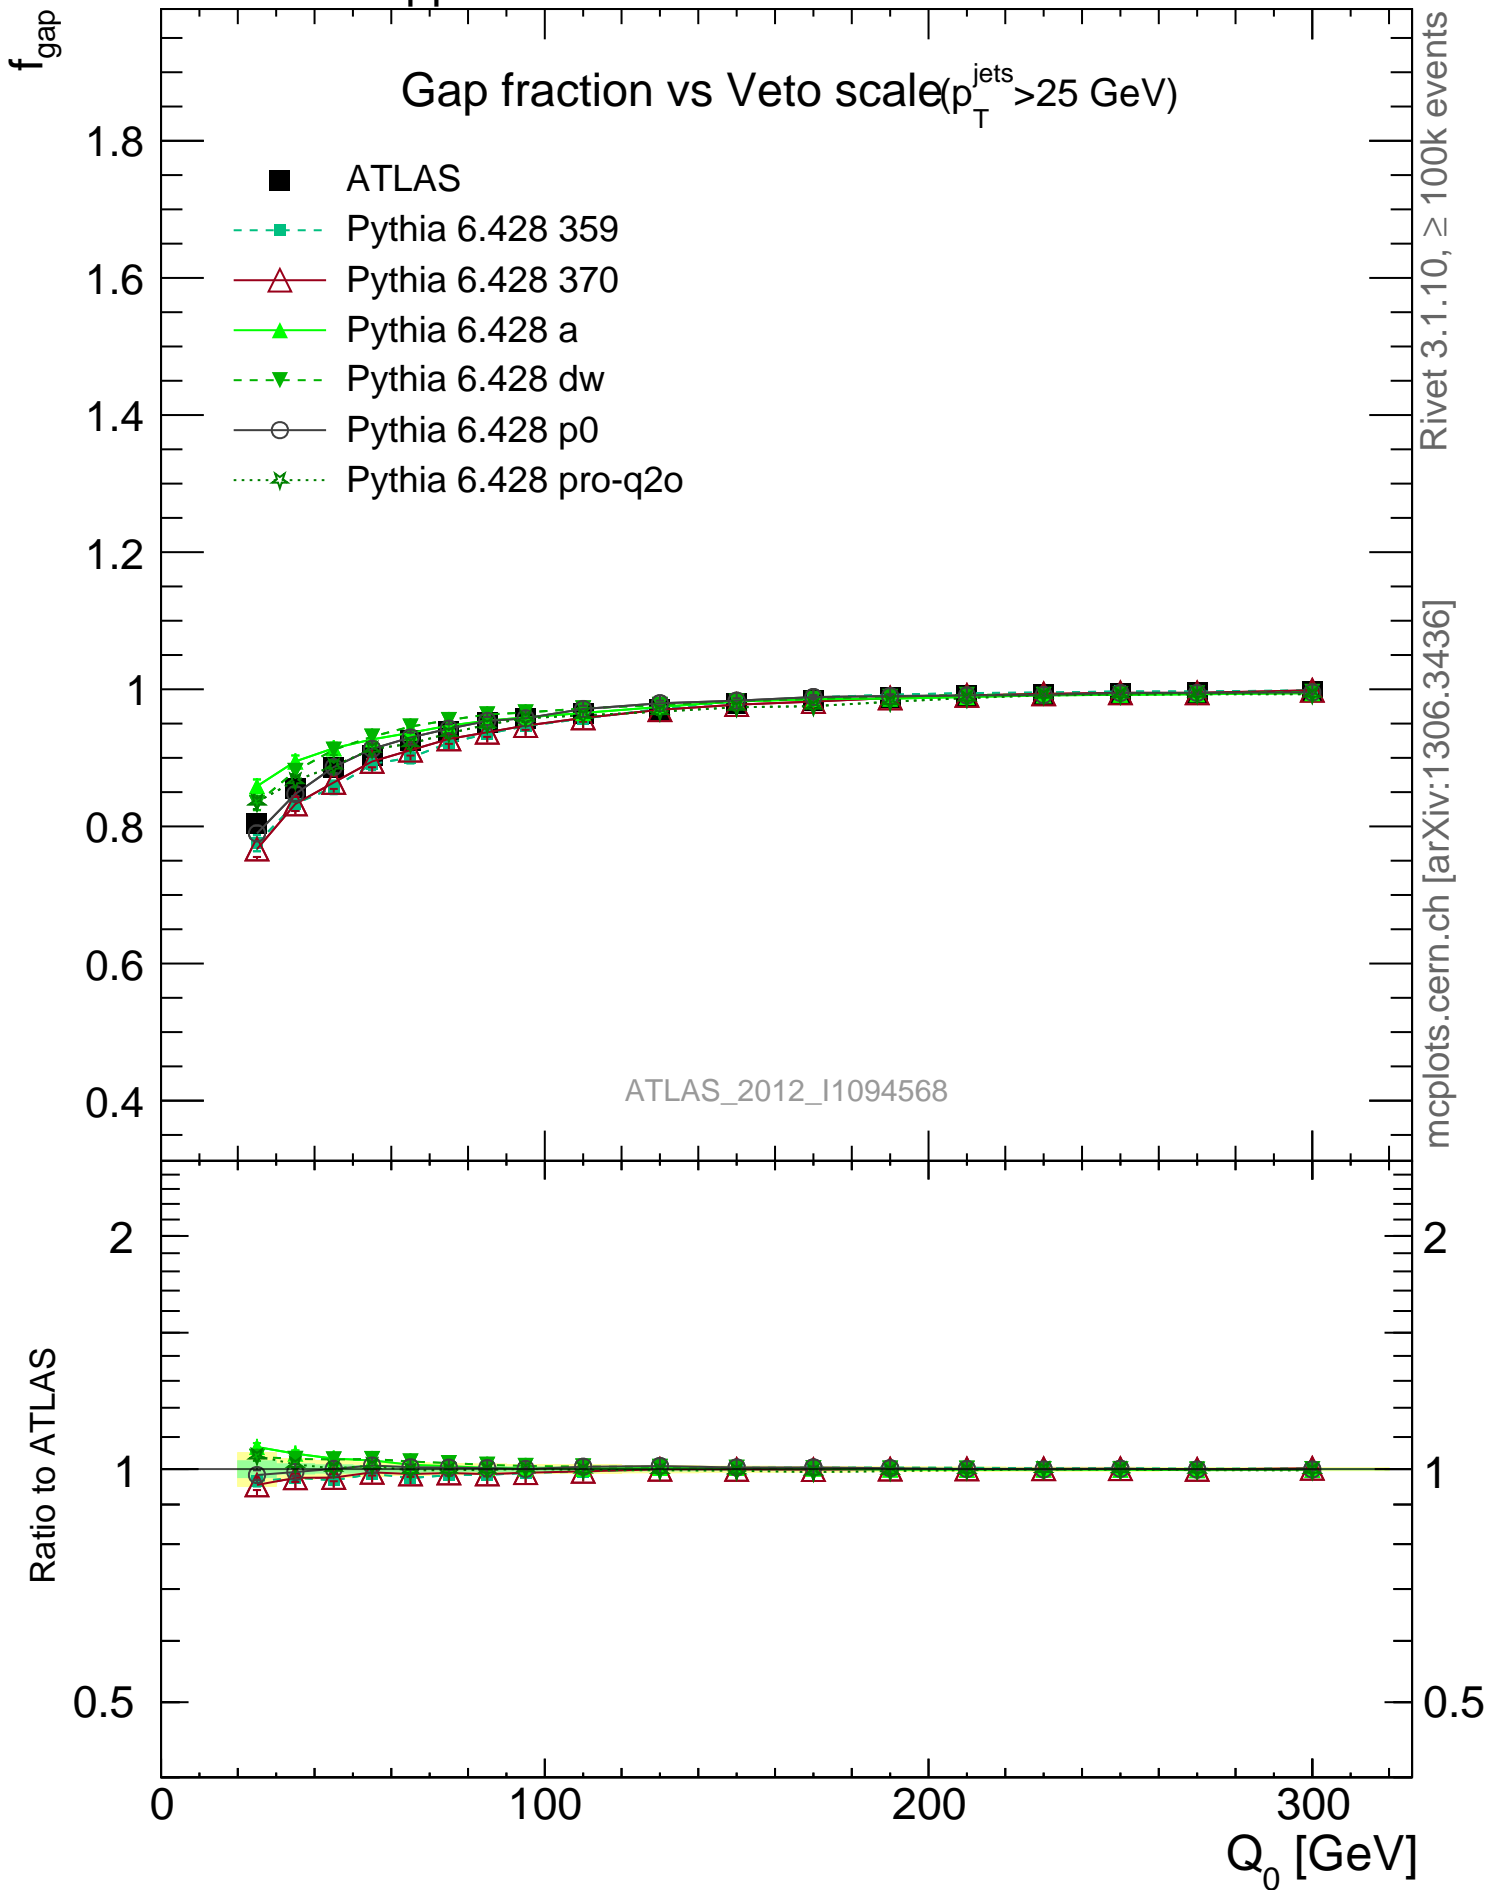 f_gap
Gap fraction vs Veto scale(p_T^jets>25 GeV)
ATLAS
Pythia 6.428 359
Pythia 6.428 370
Pythia 6.428 a
Pythia 6.428 dw
Pythia 6.428 p0
Pythia 6.428 pro-q2o
1.8
1.6
1.4
1.2
1
0.8
0.6
0.4
ATLAS_2012_I1094568
Rivet 3.1.10, ≥ 100k events
mcplots.cern.ch [arXiv:1306.3436]
Ratio to ATLAS
2
1
0.5
2
1
0.5
0
100
200
300
Q_0 [GeV]